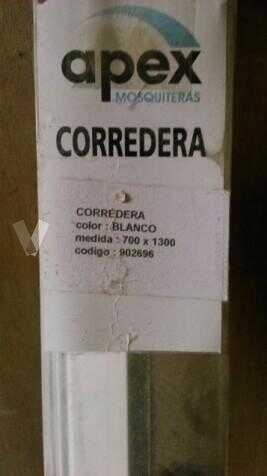 apex
MOSQUITERAS
CORREDERA
CORREDERA
color : BLANCO
medida : 700 x 1300
codigo : 902696